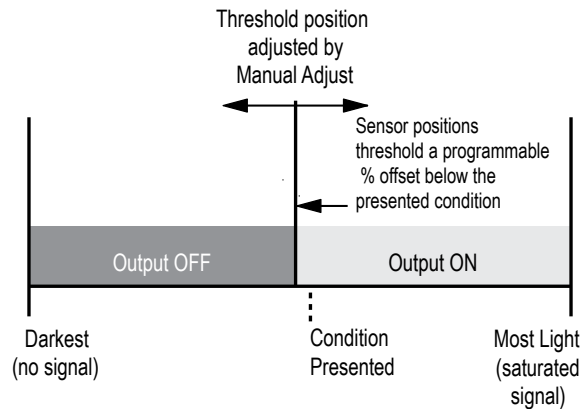 Threshold position
adjusted by
Manual Adjust
Sensor positions
threshold a programmable
% offset below the
presented condition
Output OFF
Output ON
Darkest
(no signal)
Condition
Presented
Most Light
(saturated
signal)